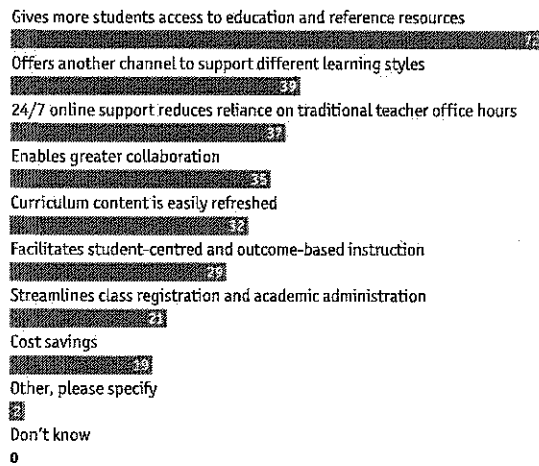 Gives more students access to education and reference resources
Offers another channel to support different learning styles
39
24/7 online support reduces reliance on traditional teacher office hours
37
Enables greater collaboration
35
Curriculum content is easily refreshed
32
Facilitates student-centred and outcome-based instruction
29
Streamlines class registration and academic administration
21
Cost savings
19
Other, please specify
2
Don't know
0